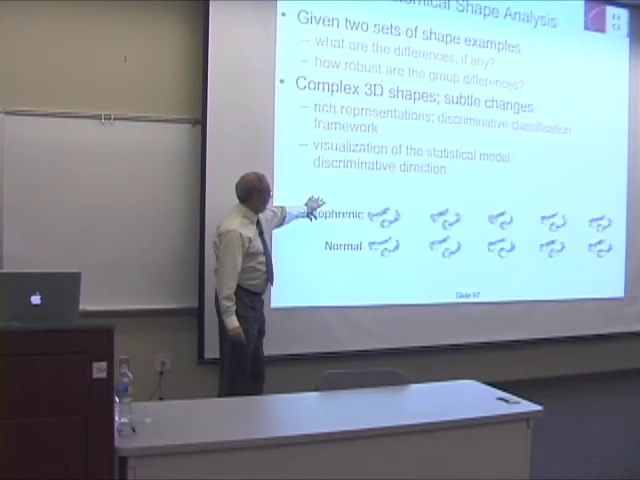 Shape Analysis
• Given two sets of shape examples
– what are the differences, if any?
– how robust are the group differences?
• Complex 3D shapes; subtle changes
– rich representations; discriminative classification
framework
– visualization of the statistical model:
discriminative direction
ophrenic
Normal
Slide 97